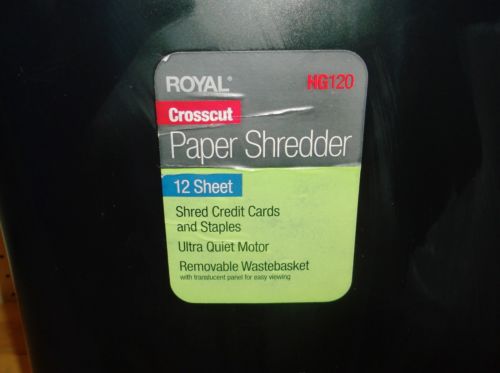 ROYAL® NG120
Crosscut
Paper Shredder
12 Sheet
Shred Credit Cards
and Staples
Ultra Quiet Motor
Removable Wastebasket
with translucent panel for easy viewing